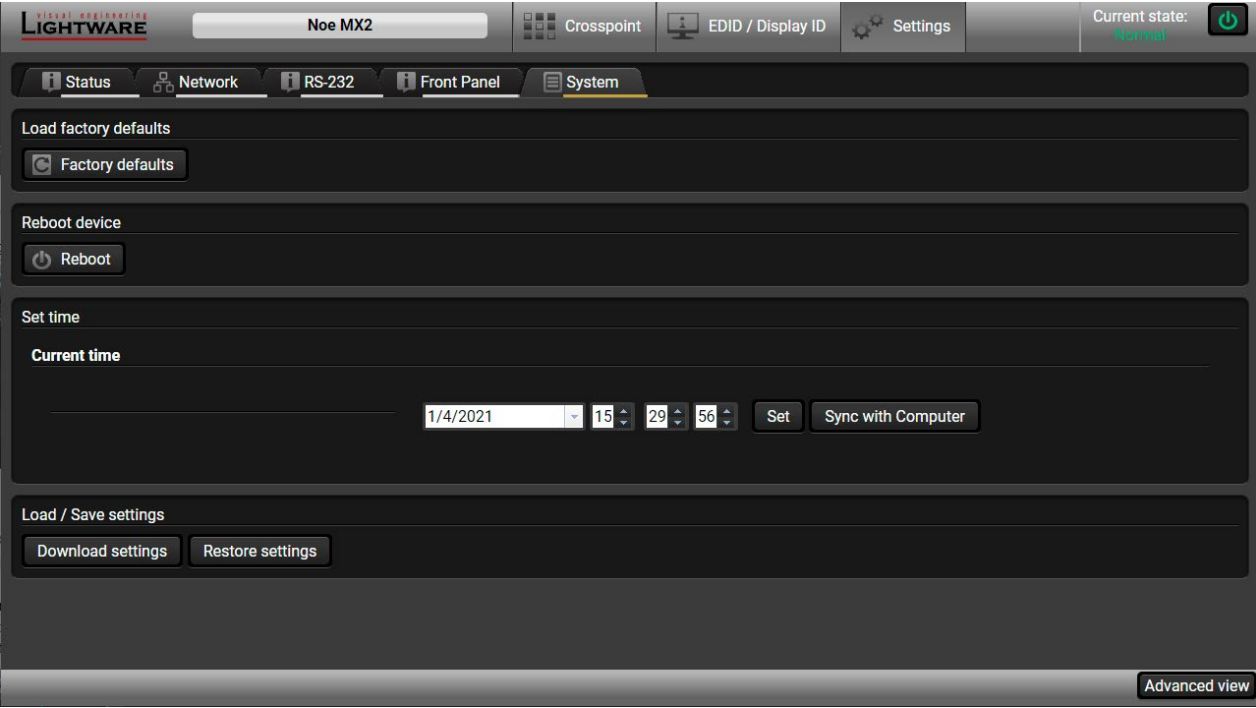 visual engineering
LIGHTWARE
Noe MX2
Crosspoint
EDID / Display ID
Settings
Current state:
Normal
Status
Network
RS-232
Front Panel
System
Load factory defaults
Factory defaults
Reboot device
Reboot
Set time
Current time
1/4/2021 15 29 56 Set Sync with Computer
Load / Save settings
Download settings Restore settings
Advanced view